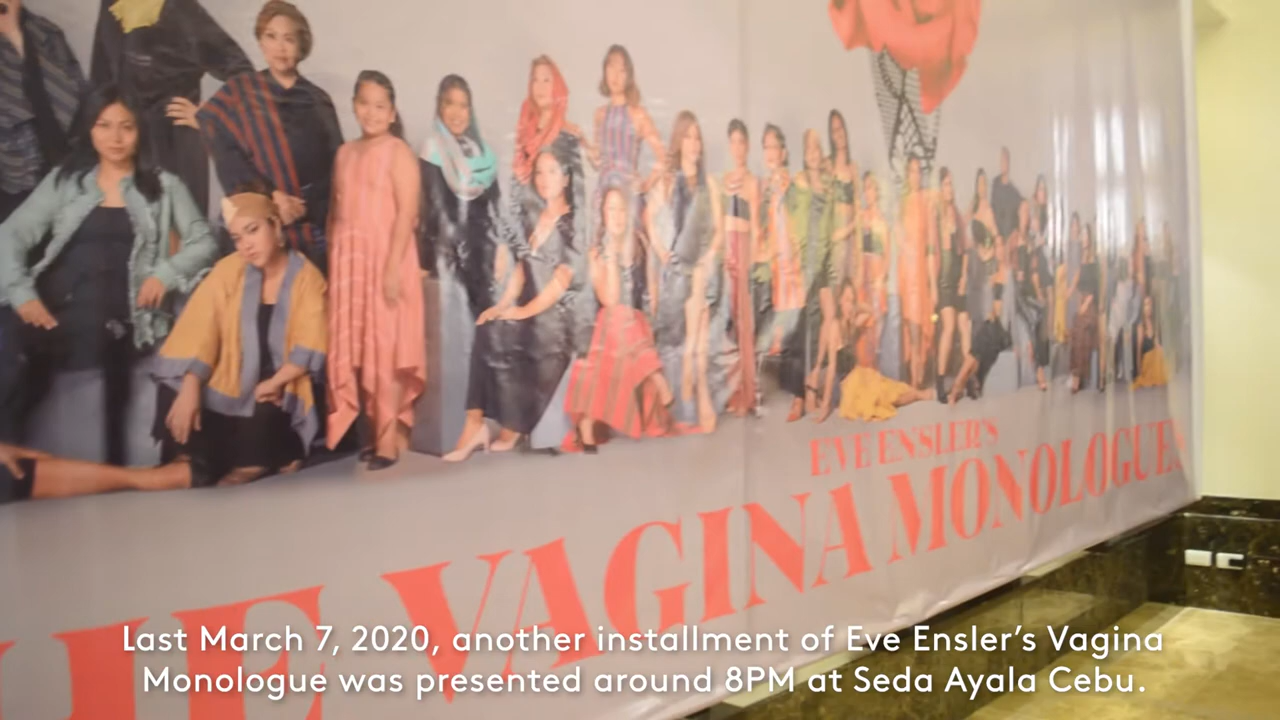 EVE ENSLER'S
THE VAGINA MONOLOGUES
Last March 7, 2020, another installment of Eve Ensler's Vagina
Monologue was presented around 8PM at Seda Ayala Cebu.